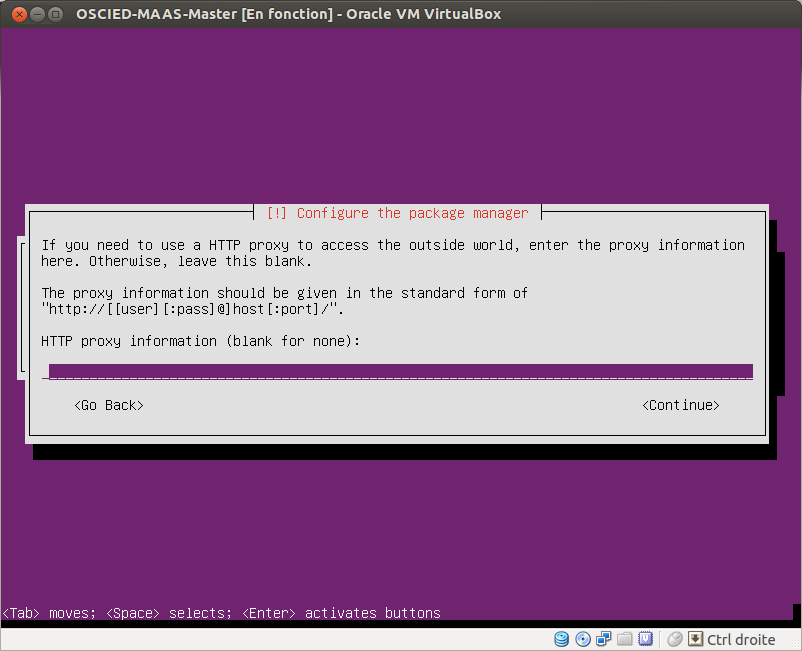 OSCIED-MAAS-Master [En fonction] - Oracle VM VirtualBox
[!] Configure the package manager
If you need to use a HTTP proxy to access the outside world, enter the proxy information
here. Otherwise, leave this blank.
The proxy information should be given in the standard form of
"http://[[user][:pass]@]host[:port]/".
HTTP proxy information (blank for none):
<Go Back> <Continue>
<Tab> moves; <Space> selects; <Enter> activates buttons
Ctrl droite